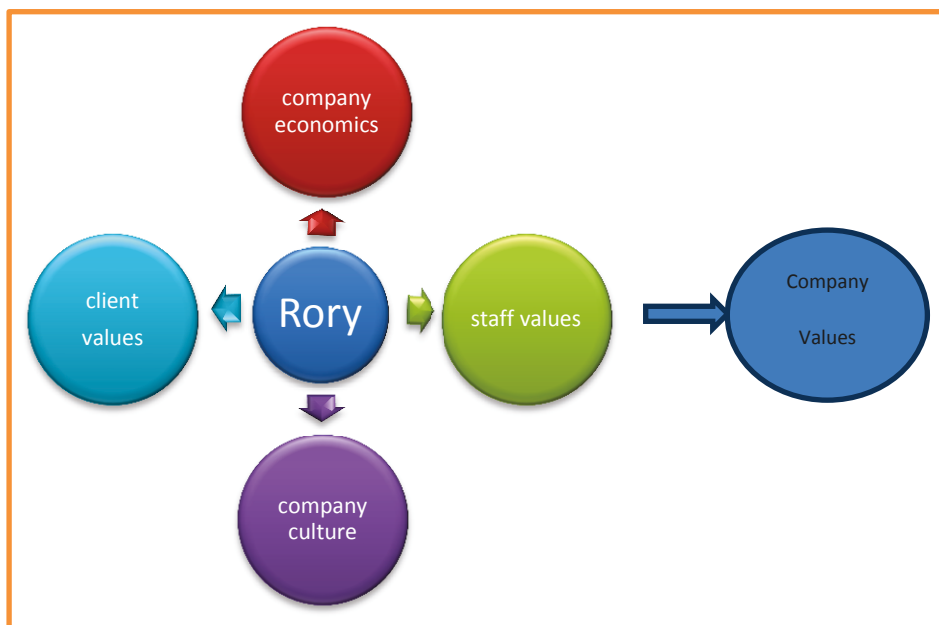 company
economics
client
values
Rory
staff values
Company
Values
company
culture